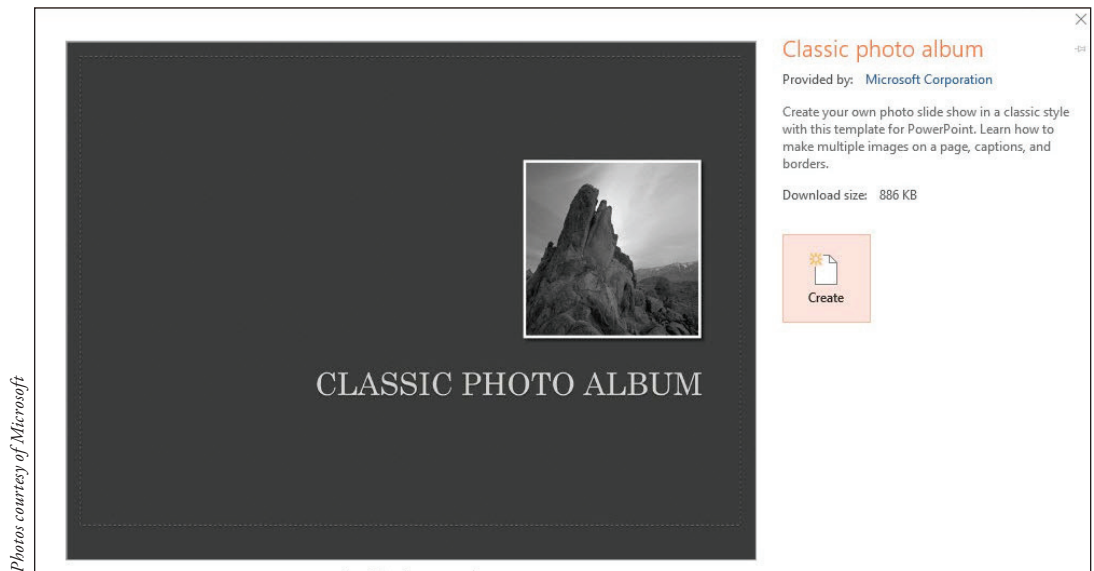 Classic photo album
Provided by: Microsoft Corporation
Create your own photo slide show in a classic style
with this template for PowerPoint. Learn how to
make multiple images on a page, captions, and
borders.
Download size: 886 KB
Create
CLASSIC PHOTO ALBUM
Photos courtesy of Microsoft